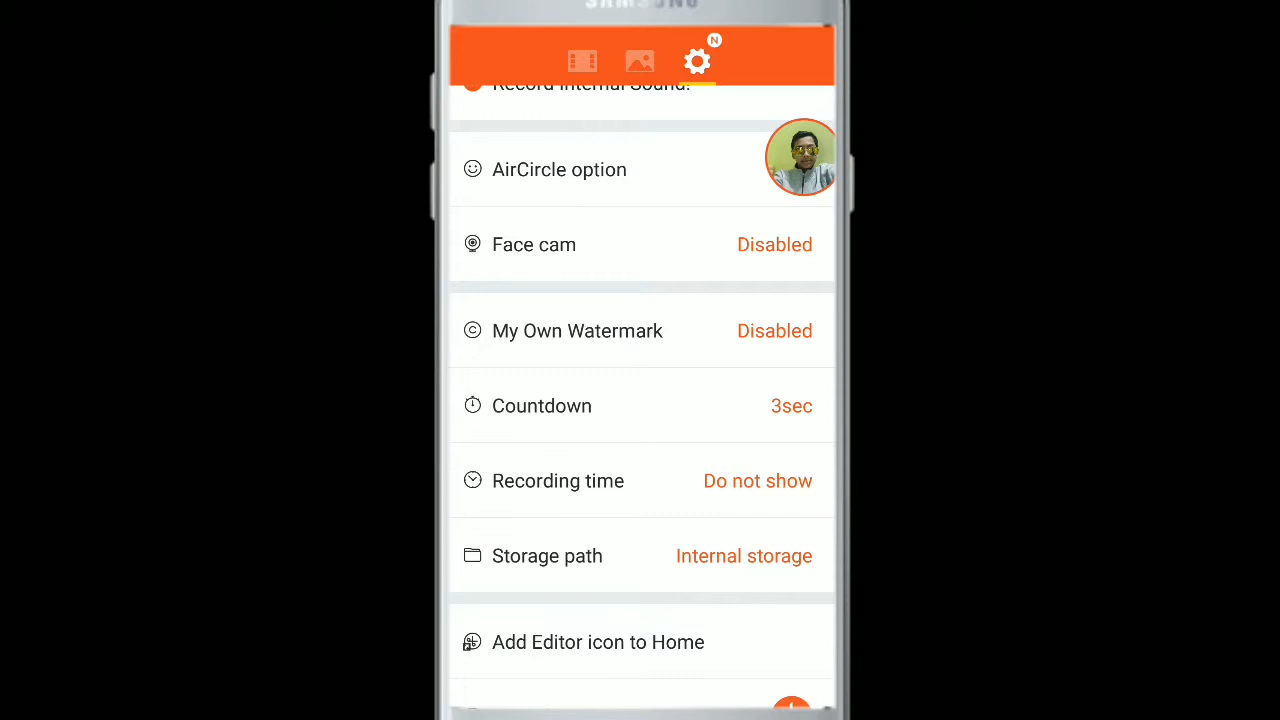 SAMSUNG
N
Record Internal Sound!
AirCircle option
Face cam Disabled
My Own Watermark Disabled
Countdown 3sec
Recording time Do not show
Storage path Internal storage
Add Editor icon to Home